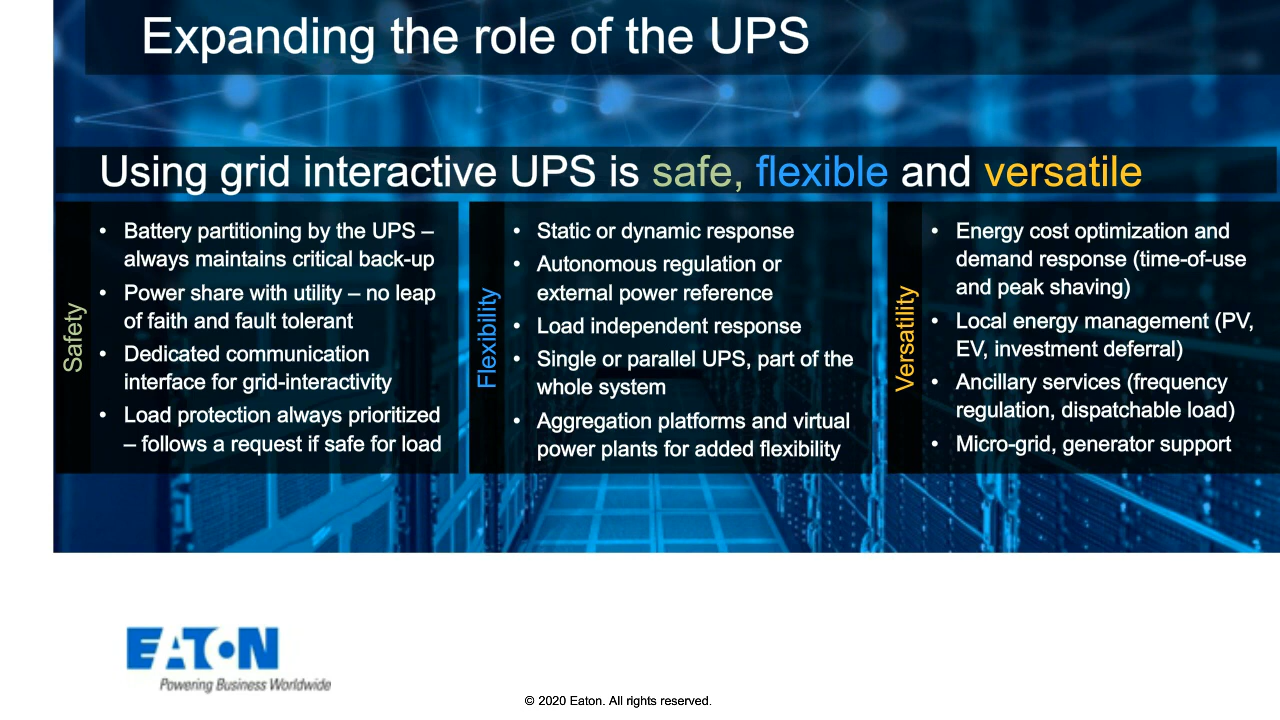 Expanding the role of the UPS
Using grid interactive UPS is safe, flexible and versatile
Safety
• Battery partitioning by the UPS –
always maintains critical back-up
• Power share with utility – no leap
of faith and fault tolerant
• Dedicated communication
interface for grid-interactivity
• Load protection always prioritized
– follows a request if safe for load
Flexibility
• Static or dynamic response
• Autonomous regulation or
external power reference
• Load independent response
• Single or parallel UPS, part of the
whole system
• Aggregation platforms and virtual
power plants for added flexibility
Versatility
• Energy cost optimization and
demand response (time-of-use
and peak shaving)
• Local energy management (PV,
EV, investment deferral)
• Ancillary services (frequency
regulation, dispatchable load)
• Micro-grid, generator support
EATON
Powering Business Worldwide
© 2020 Eaton. All rights reserved.